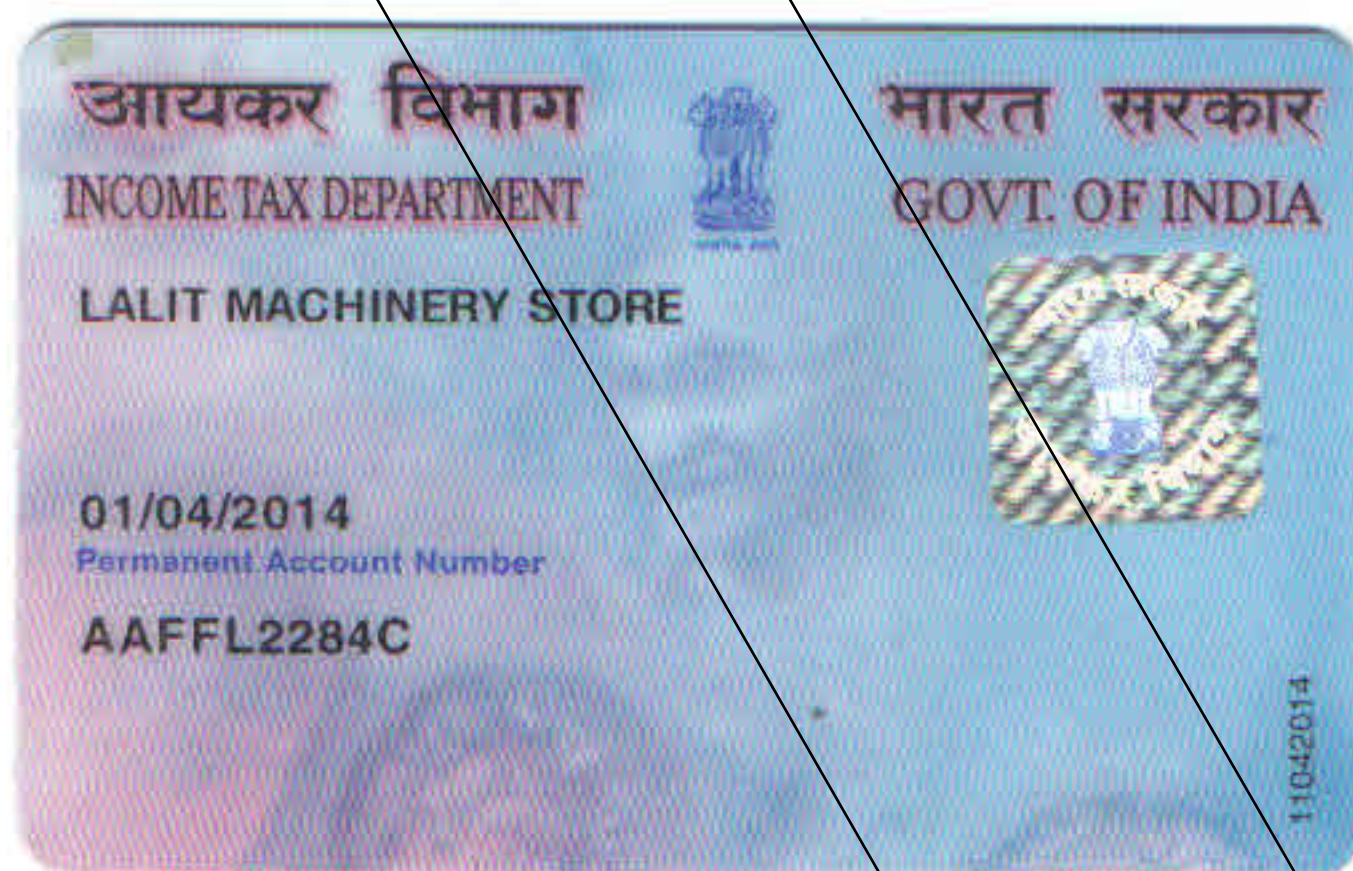 आयकर विभाग भारत सरकार
INCOME TAX DEPARTMENT GOVT. OF INDIA
LALIT MACHINERY STORE
01/04/2014
Permanent Account Number
AAFFL2284C
11042014